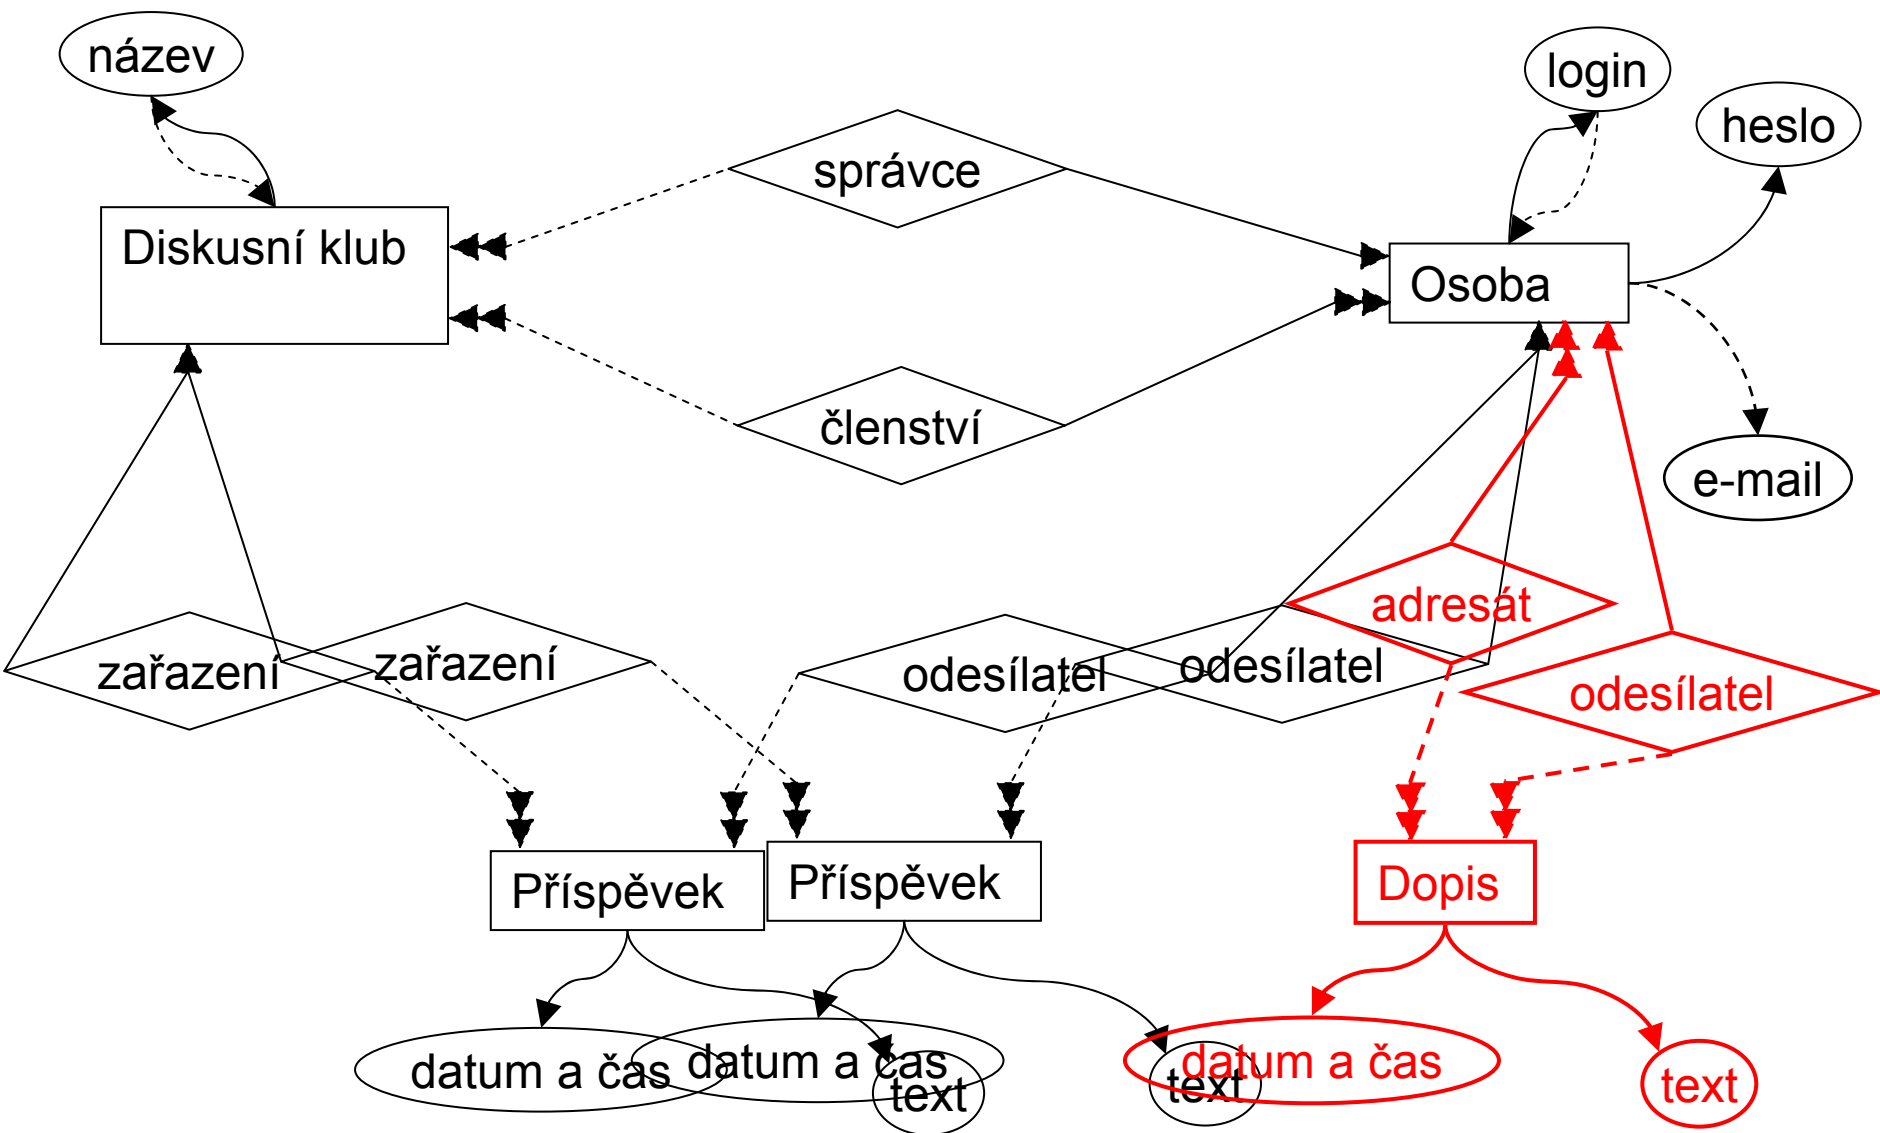 název
login
heslo
správce
Diskusní klub
Osoba
členství
e-mail
adresát
zařazení
zařazení
odesílatel
odesílatel
odesílatel
Příspěvek
Příspěvek
Dopis
datum a čas
datum a čas
text
text
datum a čas
text